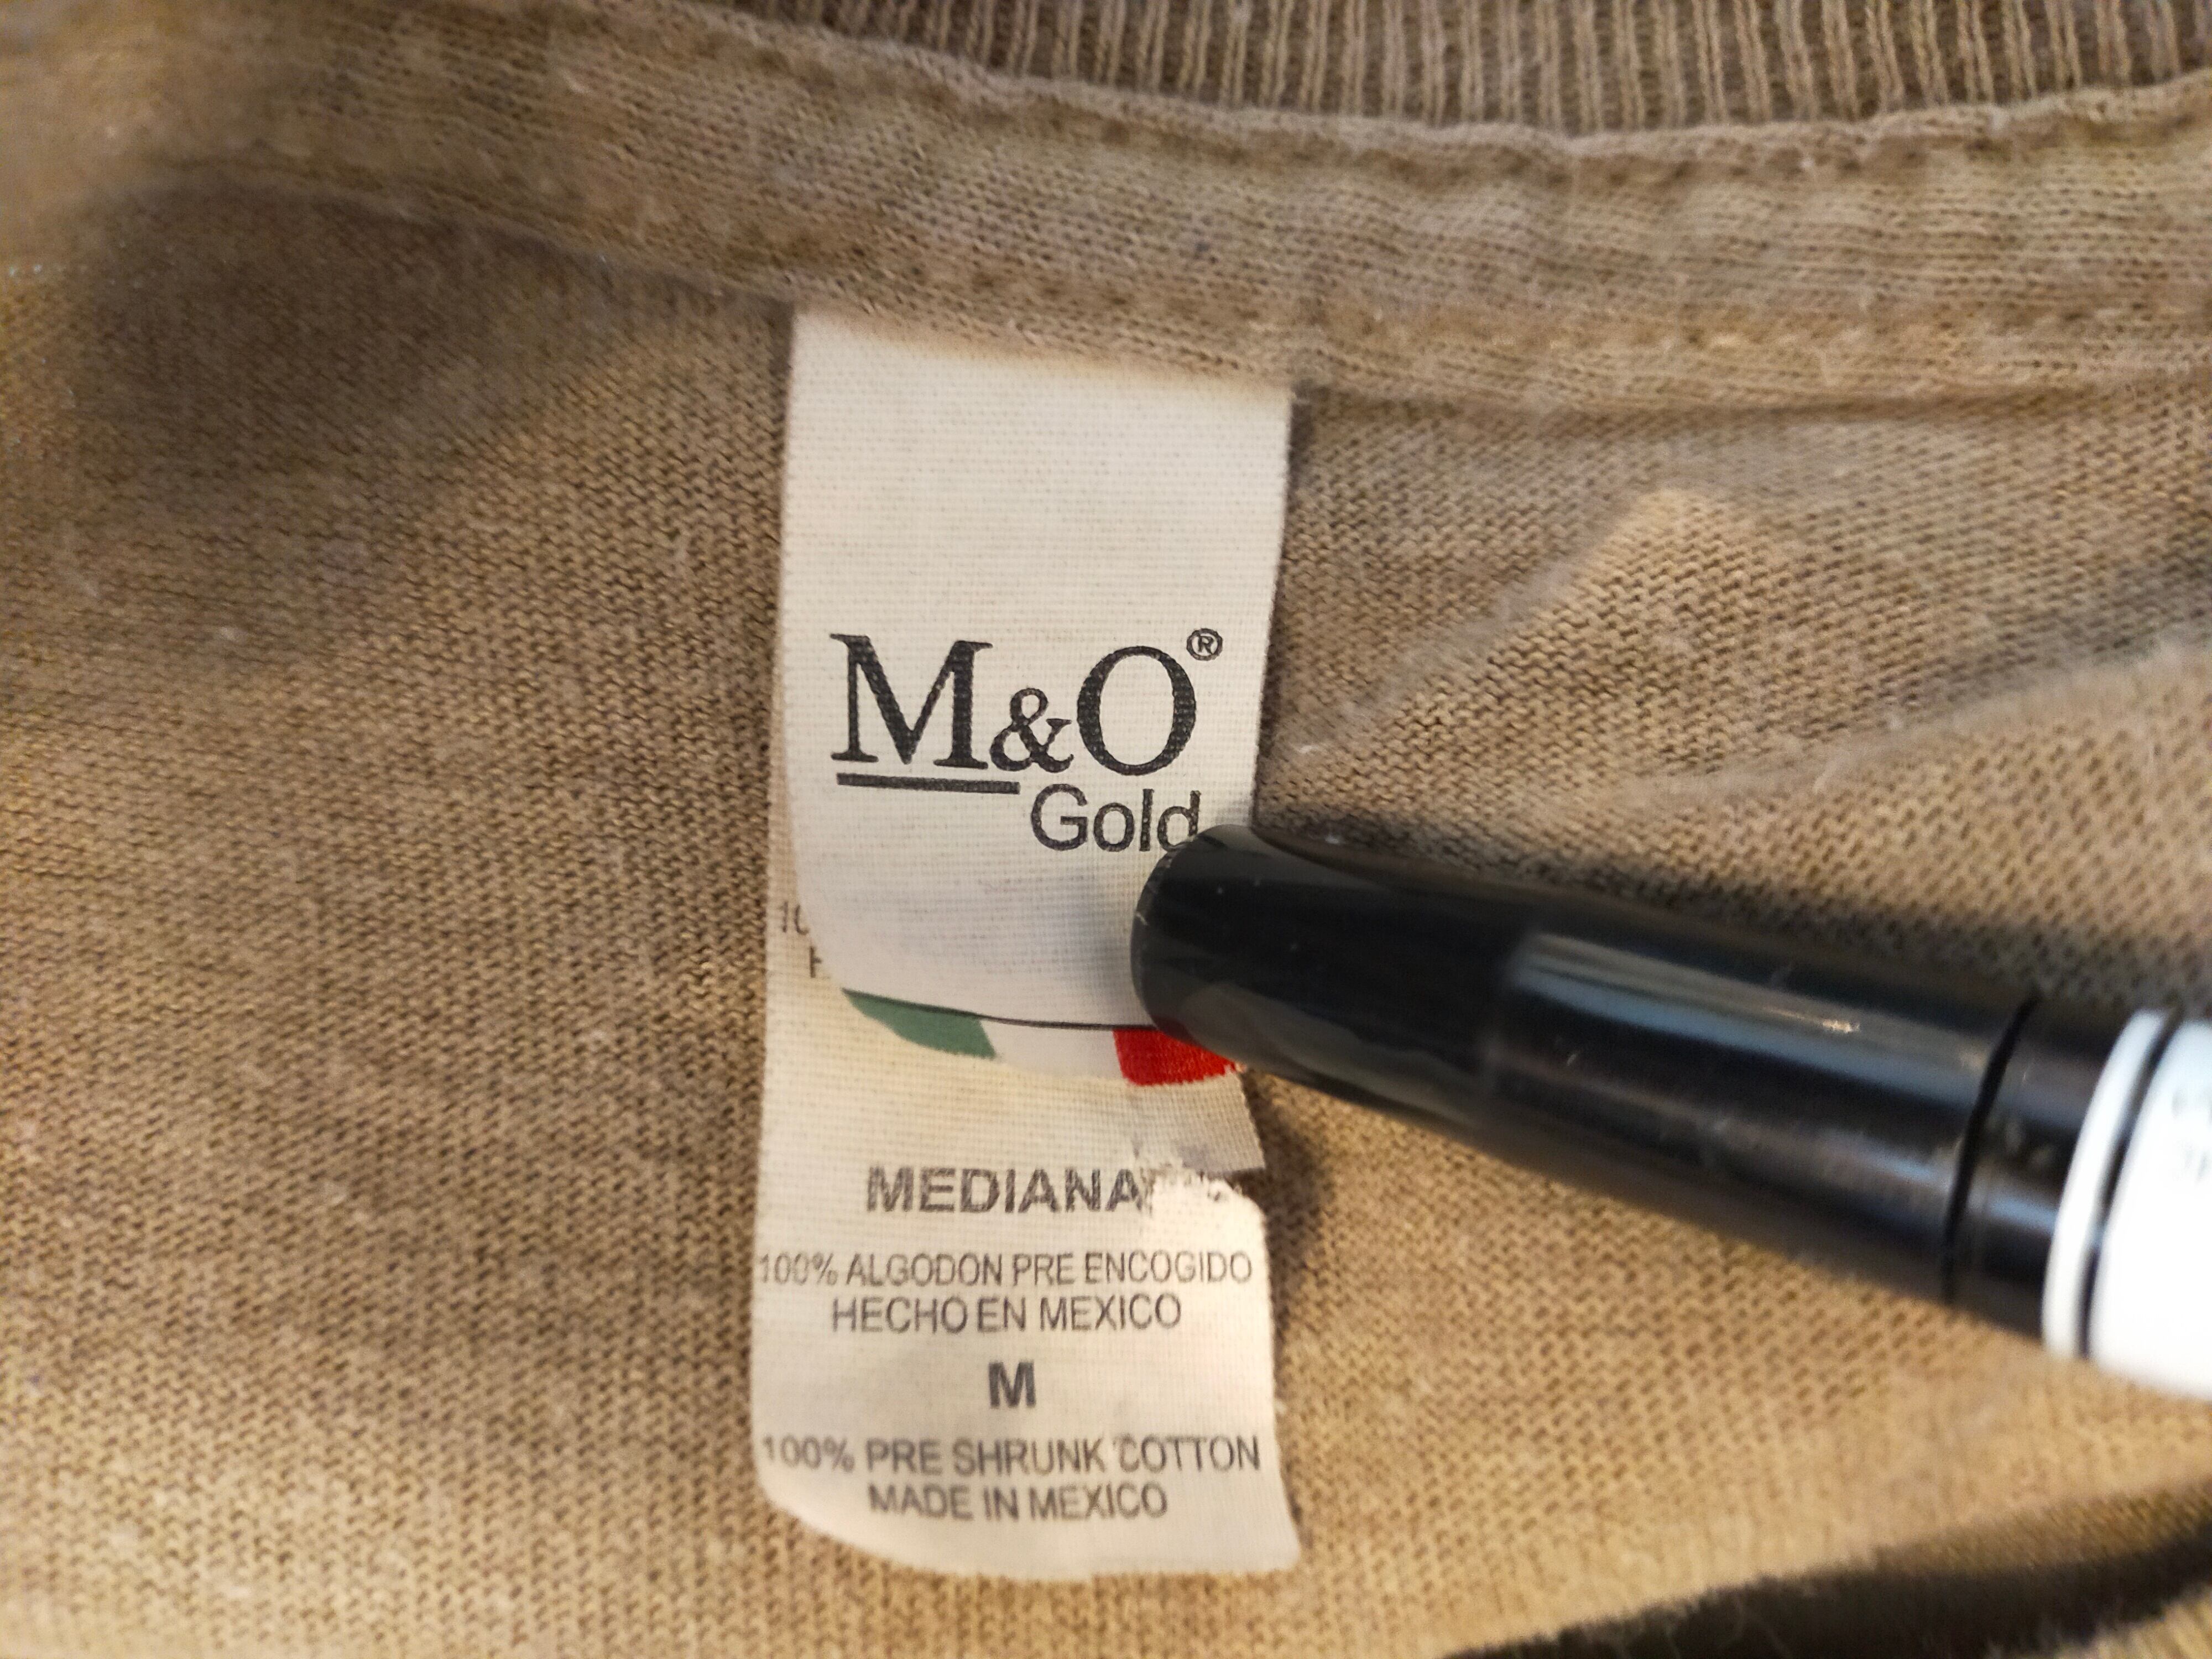 M&O®
Gold
MEDIANA
100% ALGODON PRE ENCOGIDO
HECHO EN MEXICO
M
100% PRE SHRUNK COTTON
MADE IN MEXICO